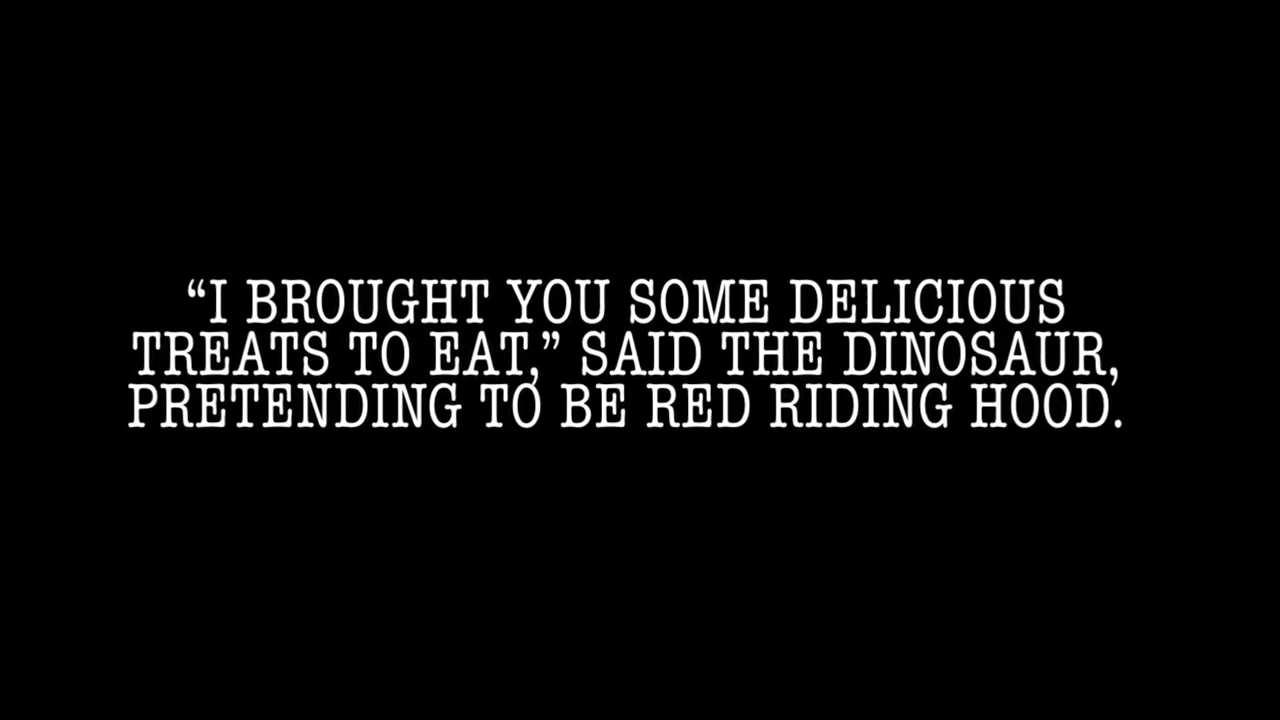 “I BROUGHT YOU SOME DELICIOUS
TREATS TO EAT,” SAID THE DINOSAUR,
PRETENDING TO BE RED RIDING HOOD.